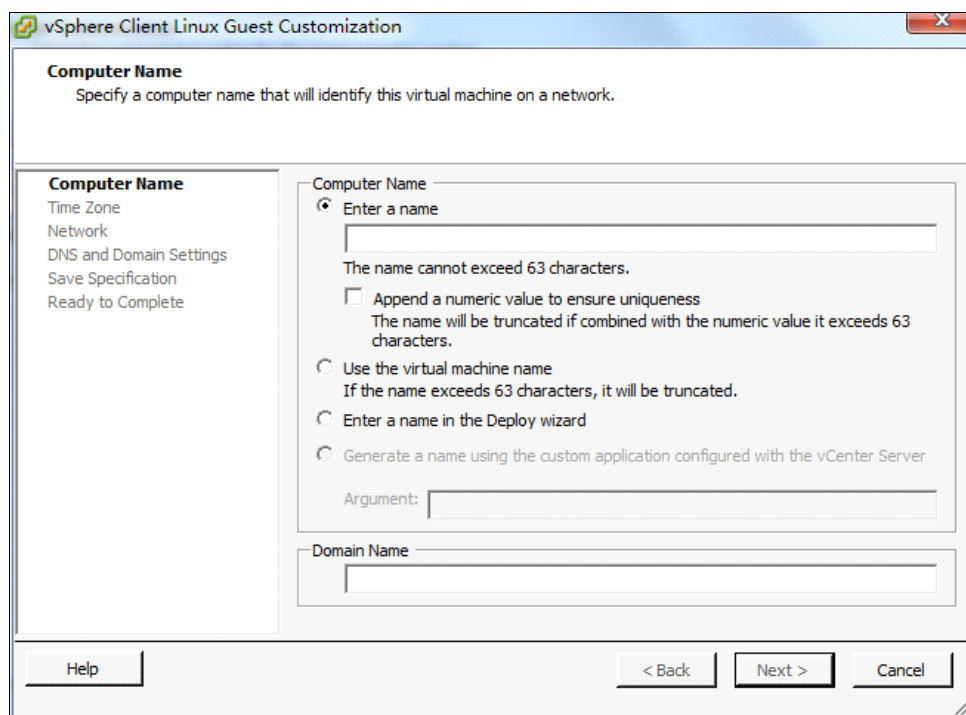 vSphere Client Linux Guest Customization
Computer Name
Specify a computer name that will identify this virtual machine on a network.
Computer Name
Time Zone
Network
DNS and Domain Settings
Save Specification
Ready to Complete
Computer Name
Enter a name
The name cannot exceed 63 characters.
Append a numeric value to ensure uniqueness
The name will be truncated if combined with the numeric value it exceeds 63
characters.
Use the virtual machine name
If the name exceeds 63 characters, it will be truncated.
Enter a name in the Deploy wizard
Generate a name using the custom application configured with the vCenter Server
Argument:
Domain Name
Help
< Back
Next >
Cancel